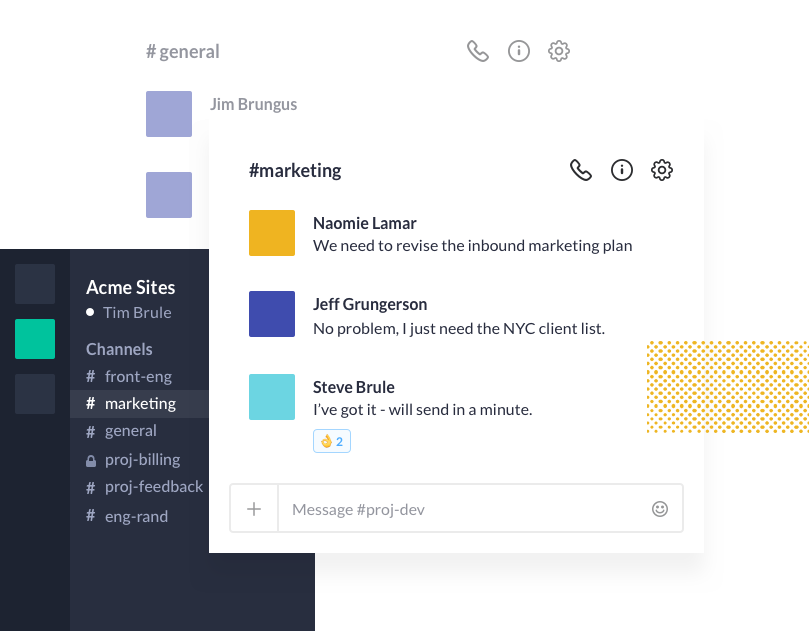 # general
Jim Brungus
#marketing
Naomie Lamar
We need to revise the inbound marketing plan
Jeff Grungerson
No problem, I just need the NYC client list.
Steve Brule
I’ve got it - will send in a minute.
👌 2
Message #proj-dev
Acme Sites
Tim Brule
Channels
# front-eng
# marketing
# general
proj-billing
# proj-feedback
# eng-rand